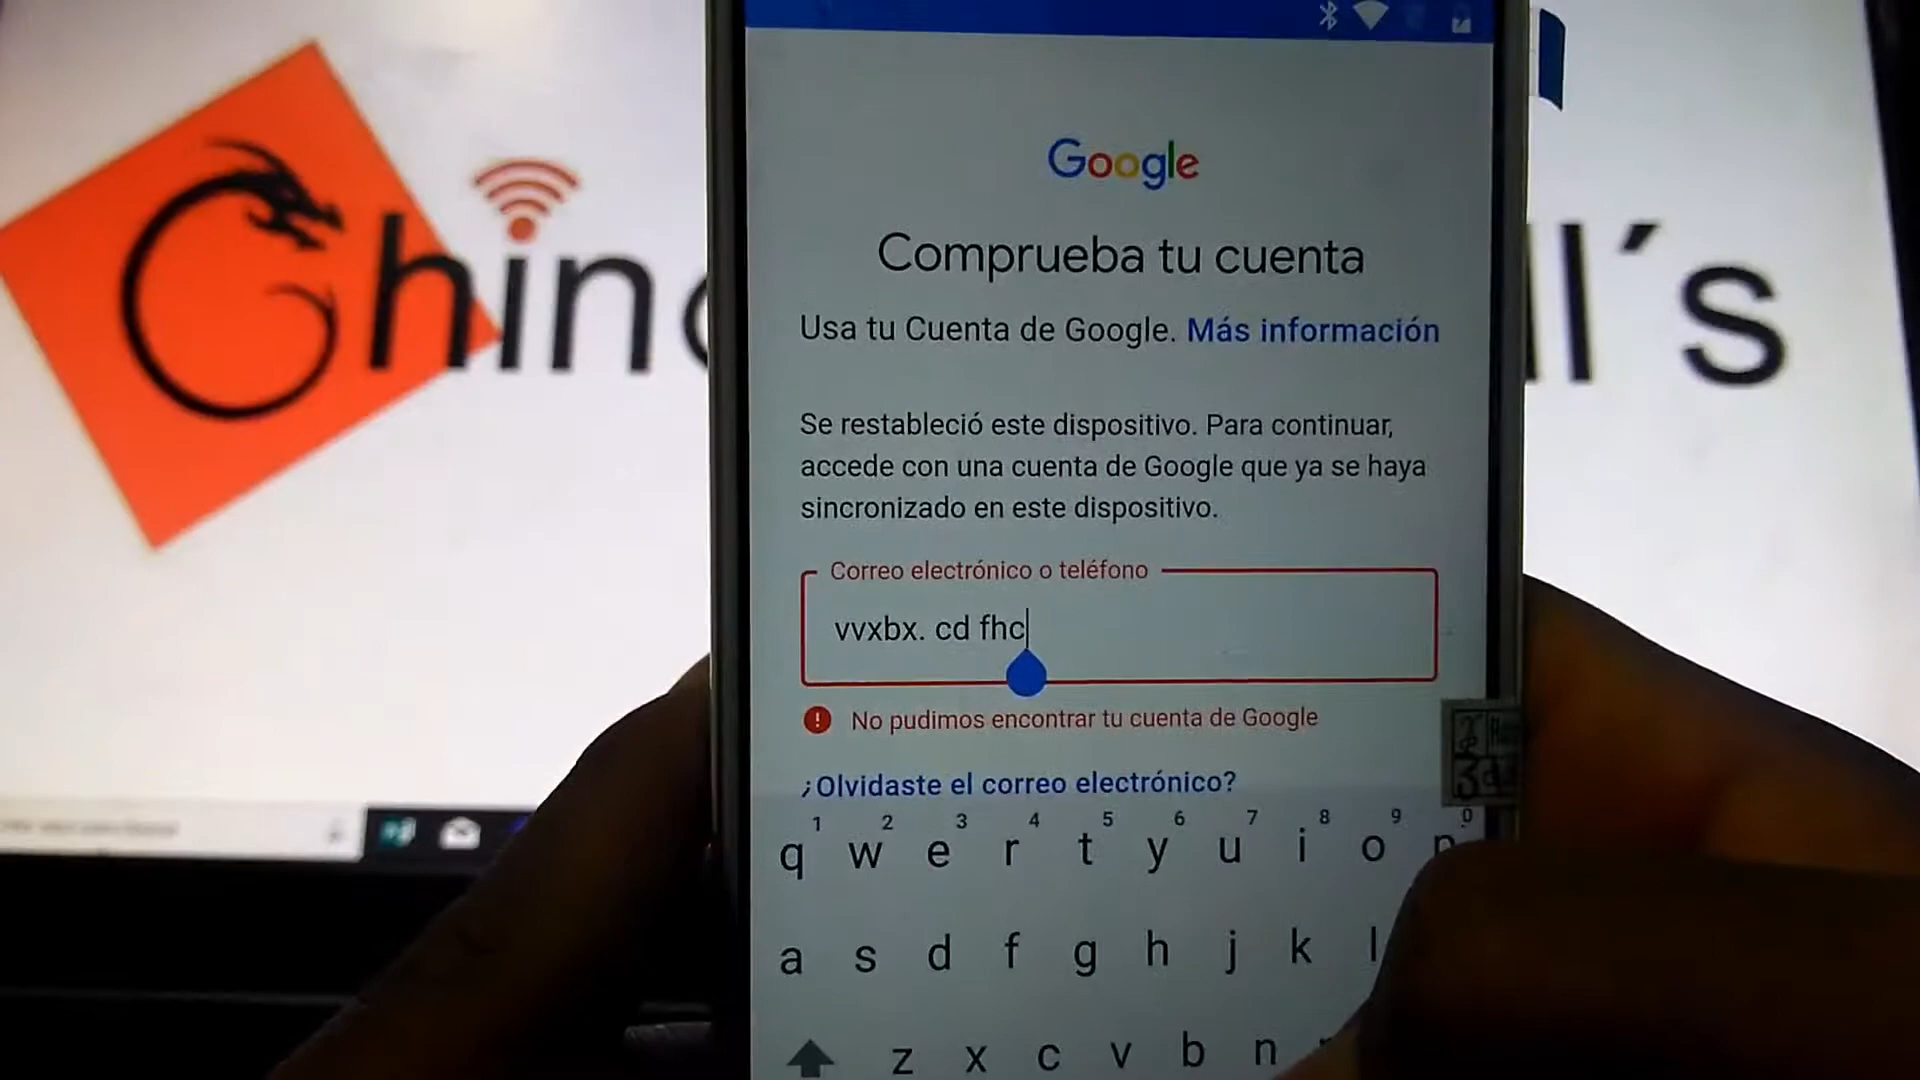 Google
Comprueba tu cuenta
Usa tu Cuenta de Google. Más información
Se restableció este dispositivo. Para continuar,
accede con una cuenta de Google que ya se haya
sincronizado en este dispositivo.
Correo electrónico o teléfono
vvxbx. cd fhc
No pudimos encontrar tu cuenta de Google
¿Olvidaste el correo electrónico?
1 2 3 4 5 6 7 8 9 0
q w e r t y u i o p
a s d f g h j k l
z x c v b n
Chin
l´s
3